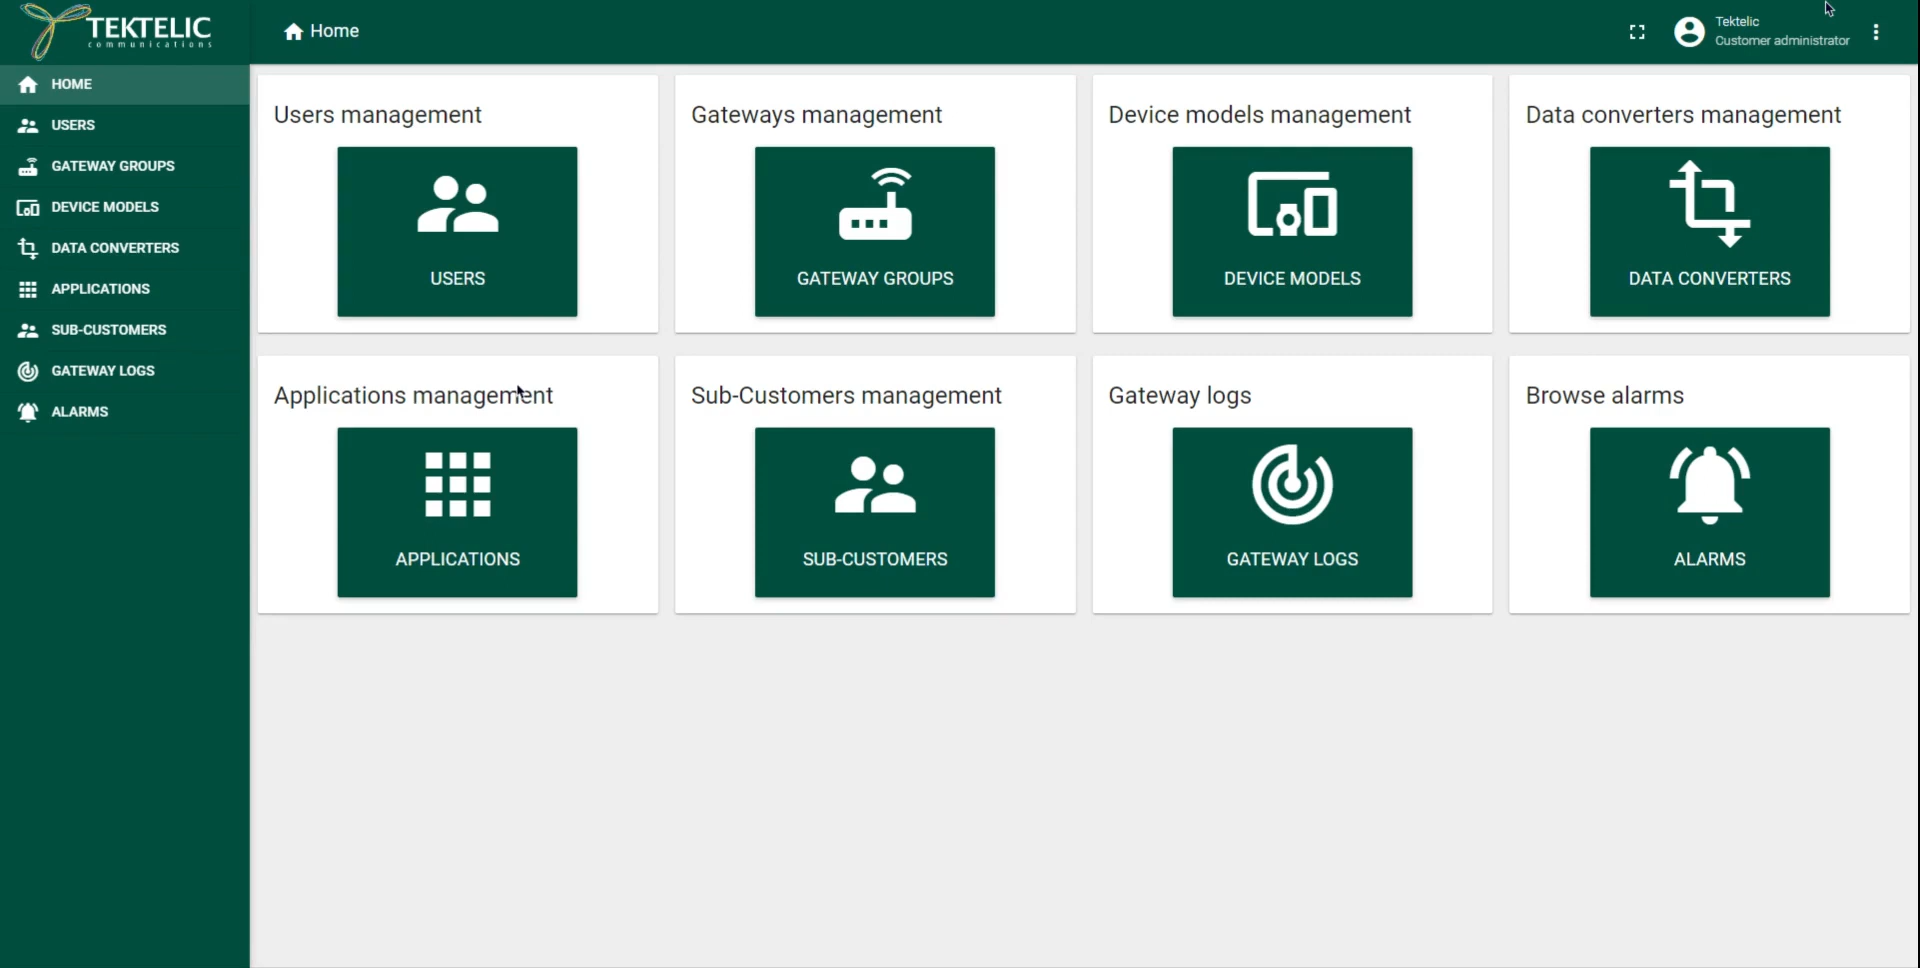 TEKTELIC
communications
Home
Tektelic
Customer administrator
HOME
USERS
GATEWAY GROUPS
DEVICE MODELS
DATA CONVERTERS
APPLICATIONS
SUB-CUSTOMERS
GATEWAY LOGS
ALARMS
Users management
USERS
Gateways management
GATEWAY GROUPS
Device models management
DEVICE MODELS
Data converters management
DATA CONVERTERS
Applications management
APPLICATIONS
Sub-Customers management
SUB-CUSTOMERS
Gateway logs
GATEWAY LOGS
Browse alarms
ALARMS